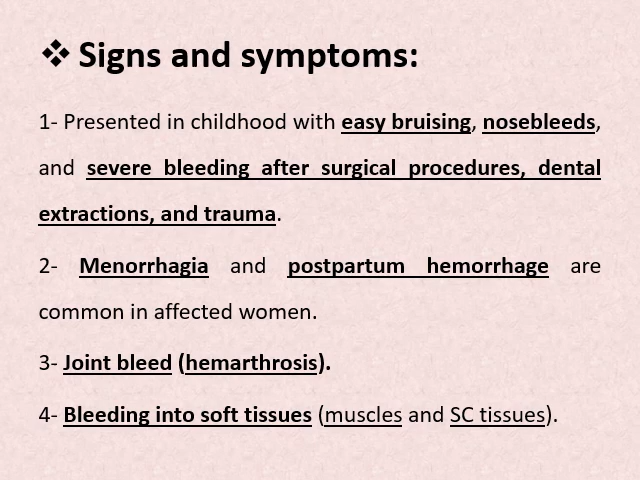 ❖ Signs and symptoms:
1- Presented in childhood with easy bruising, nosebleeds,
and severe bleeding after surgical procedures, dental
extractions, and trauma.
2- Menorrhagia and postpartum hemorrhage are
common in affected women.
3- Joint bleed (hemarthrosis).
4- Bleeding into soft tissues (muscles and SC tissues).